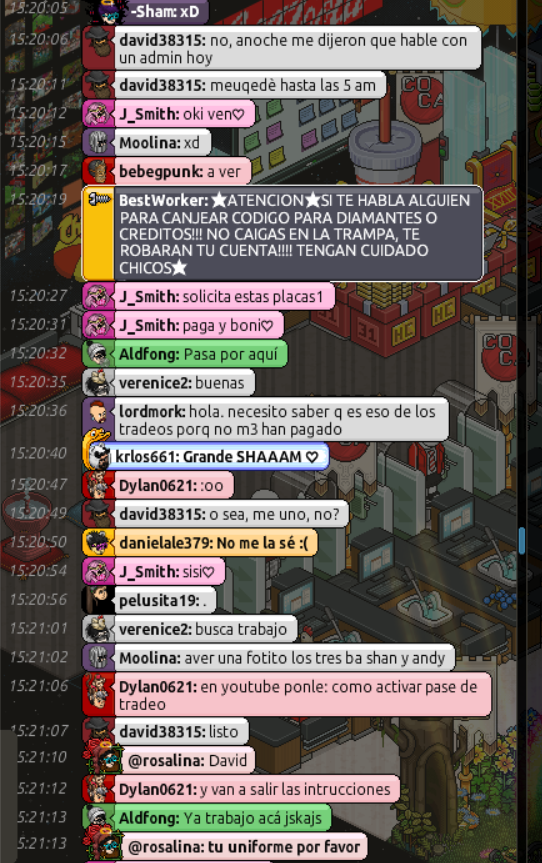 15:20:05 -Sham: xD
15:20:06 david38315: no, anoche me dijeron que hable con
un admin hoy
15:20:11 david38315: meuqedè hasta las 5 am
15:20:12 J_Smith: oki ven♡
15:20:15 Moolina: xd
15:20:17 bebegpunk: a ver
15:20:19 BestWorker: ★ATENCION★SI TE HABLA ALGUIEN
PARA CANJEAR CODIGO PARA DIAMANTES O
CREDITOS!!! NO CAIGAS EN LA TRAMPA, TE
ROBARAN TU CUENTA!!!! TENGAN CUIDADO
CHICOS★
15:20:27 J_Smith: solicita estas placas1
15:20:31 J_Smith: paga y boni♡
15:20:32 Aldfong: Pasa por aquí
15:20:35 verenice2: buenas
15:20:36 lordmork: hola. necesito saber q es eso de los
tradeos porq no m3 han pagado
15:20:40 krlos661: Grande SHAAAM ♡
15:20:47 Dylan0621: :oo
15:20:49 david38315: o sea, me uno, no?
15:20:50 danielale379: No me la sé :(
15:20:54 J_Smith: sisi♡
15:20:56 pelusita19: .
15:21:01 verenice2: busca trabajo
15:21:02 Moolina: aver una fotito los tres ba shan y andy
15:21:06 Dylan0621: en youtube ponle: como activar pase de
tradeo
15:21:07 david38315: listo
5:21:10 @rosalina: David
5:21:12 Dylan0621: y van a salir las intrucciones
5:21:13 Aldfong: Ya trabajo acá jskajs
5:21:13 @rosalina: tu uniforme por favor
CO
CA
31
HC
HC
CO